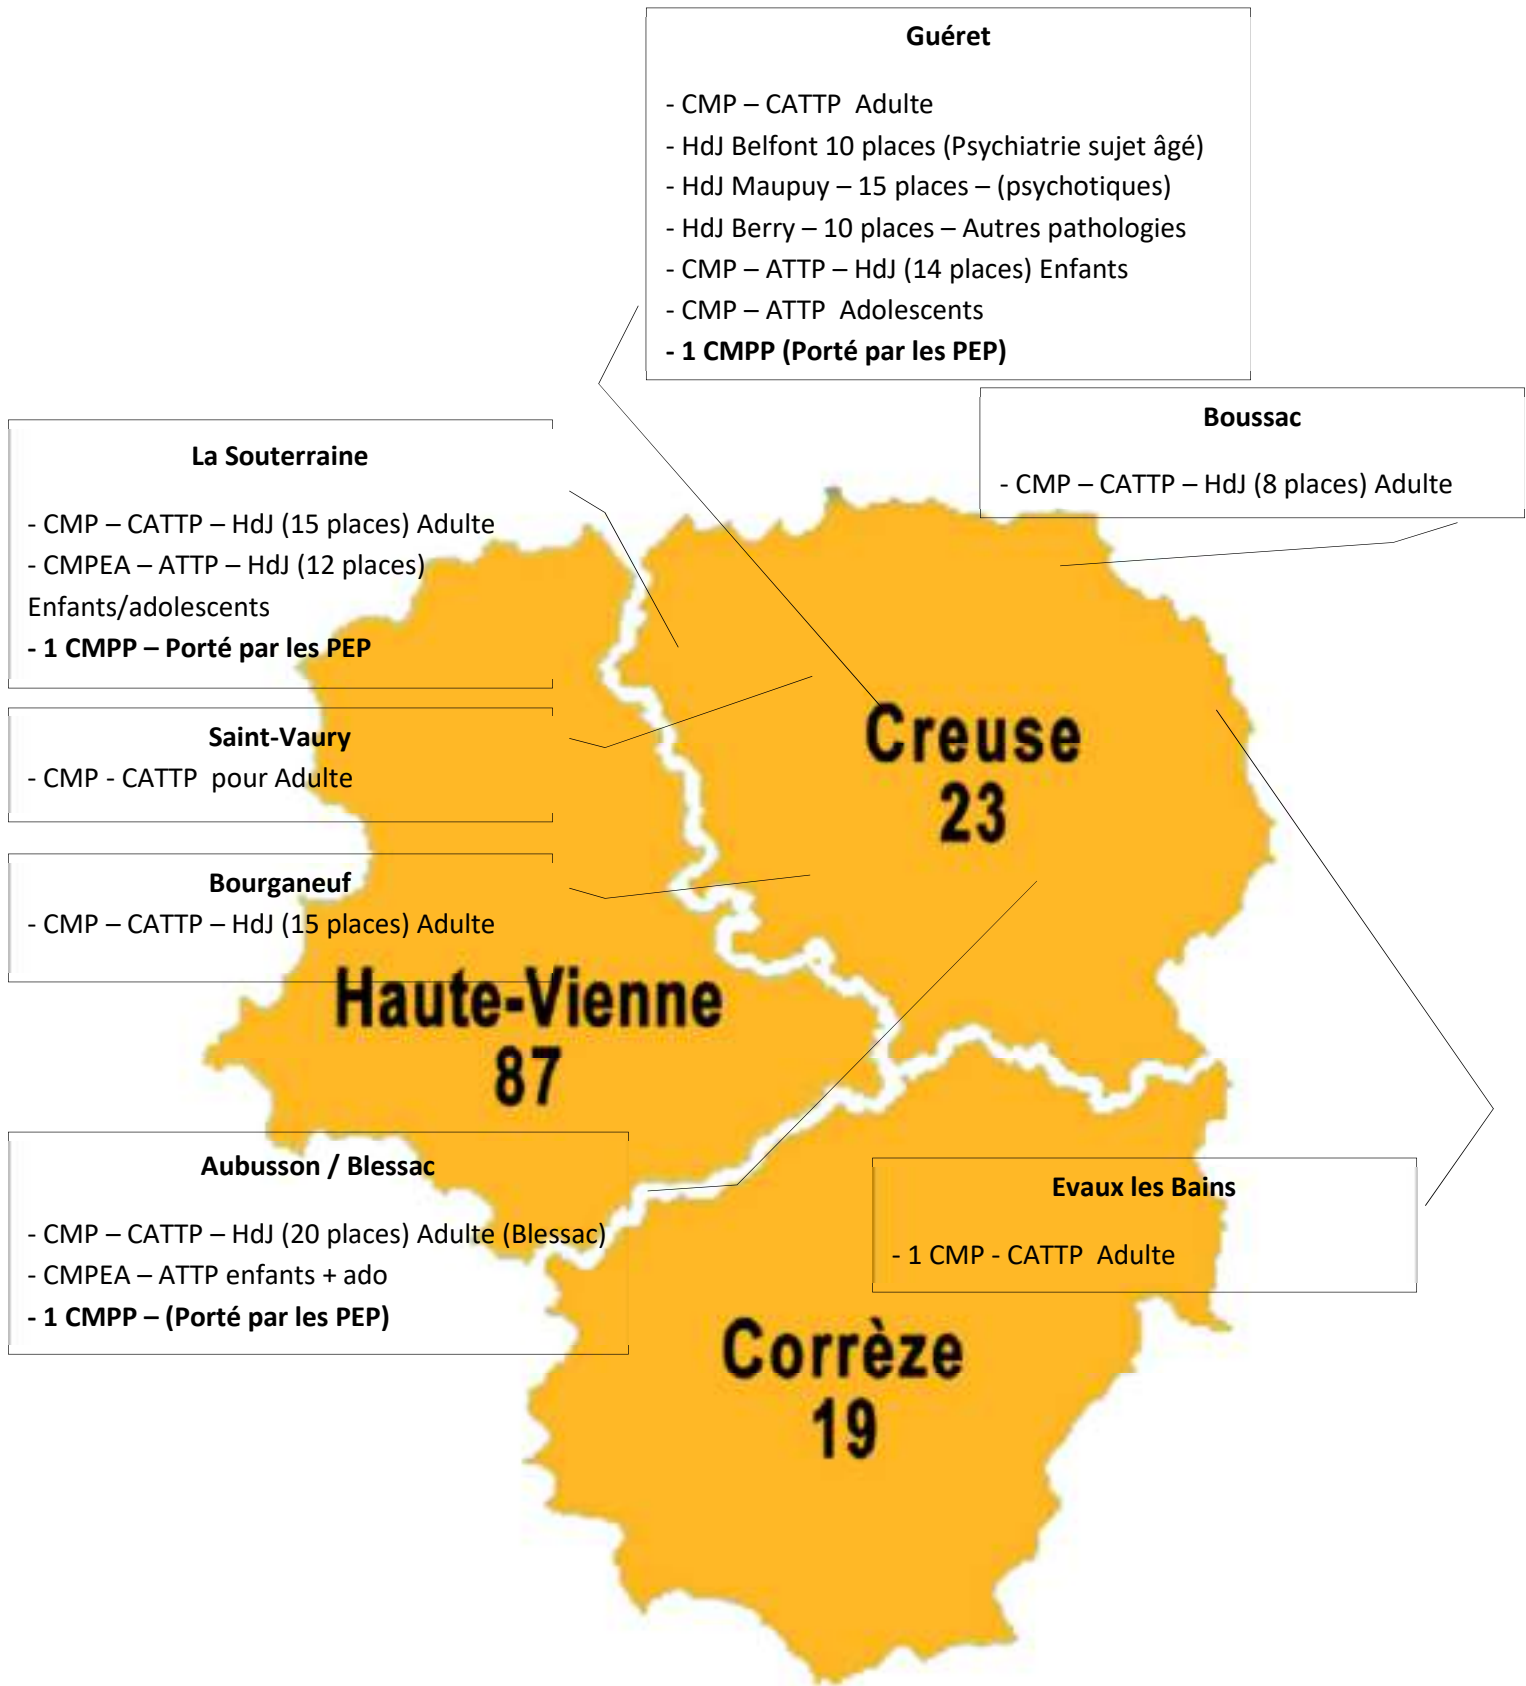 Guéret
- CMP – CATTP Adulte
- HdJ Belfont 10 places (Psychiatrie sujet âgé)
- HdJ Maupuy – 15 places – (psychotiques)
- HdJ Berry – 10 places – Autres pathologies
- CMP – ATTP – HdJ (14 places) Enfants
- CMP – ATTP Adolescents
- 1 CMPP (Porté par les PEP)
Boussac
- CMP – CATTP – HdJ (8 places) Adulte
La Souterraine
- CMP – CATTP – HdJ (15 places) Adulte
- CMPEA – ATTP – HdJ (12 places)
Enfants/adolescents
- 1 CMPP – Porté par les PEP
Saint-Vaury
- CMP - CATTP pour Adulte
Creuse
23
Bourganeuf
- CMP – CATTP – HdJ (15 places) Adulte
Haute-Vienne
87
Aubusson / Blessac
- CMP – CATTP – HdJ (20 places) Adulte (Blessac)
- CMPEA – ATTP enfants + ado
- 1 CMPP – (Porté par les PEP)
Evaux les Bains
- 1 CMP - CATTP Adulte
Corrèze
19